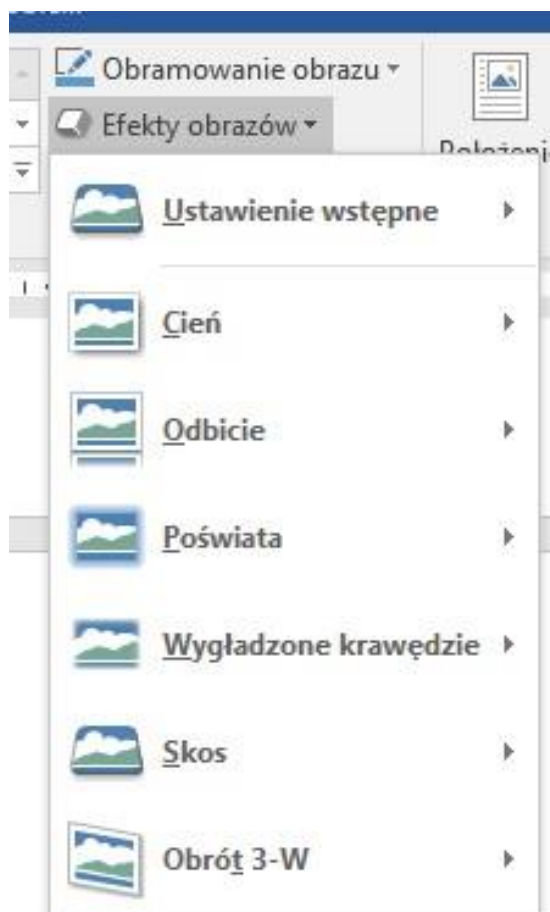 Obramowanie obrazu
Efekty obrazów
Ustawienie wstępne
Cień
Odbicie
Poświata
Wygładzone krawędzie
Skos
Obrót 3-W